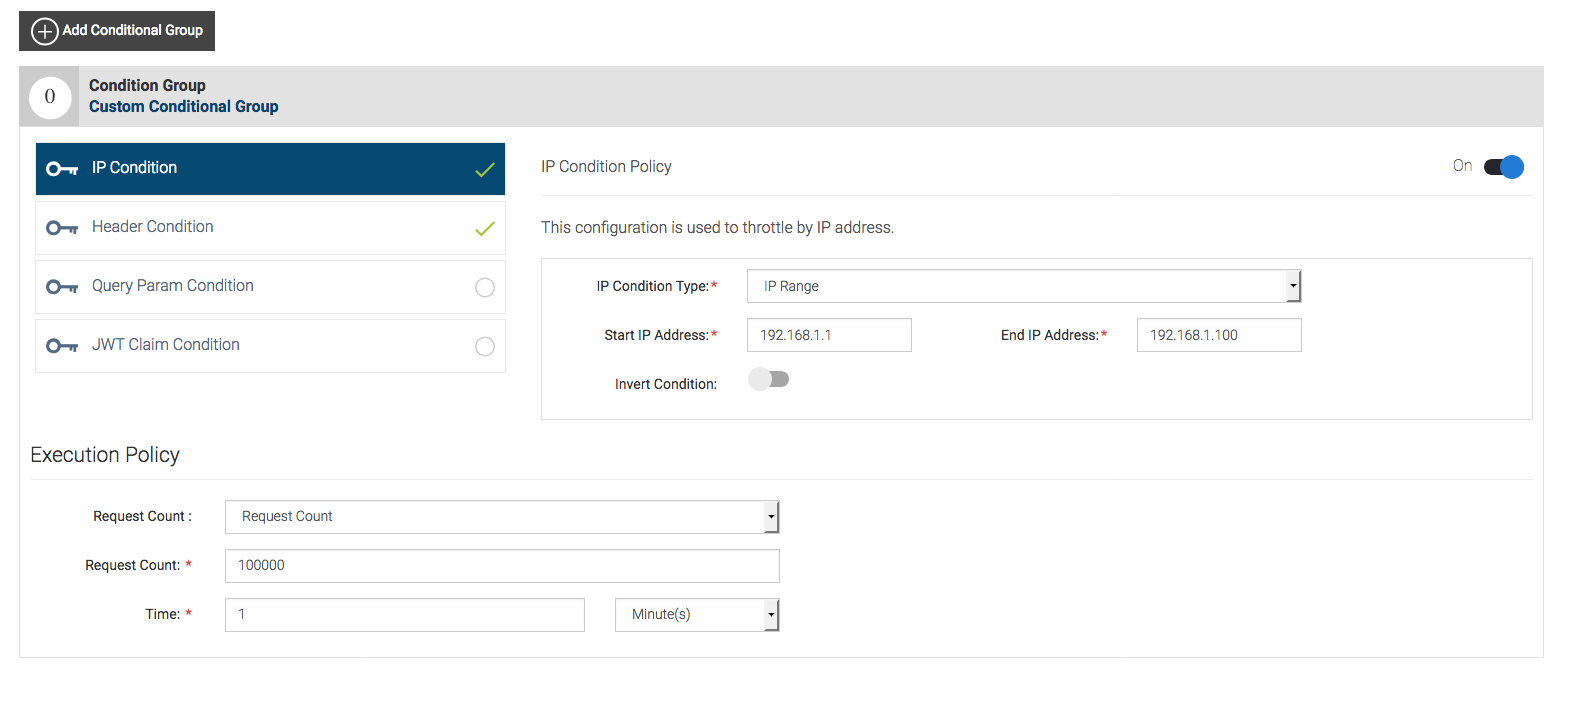 Add Conditional Group
0
Condition Group
Custom Conditional Group
IP Condition
Header Condition
Query Param Condition
JWT Claim Condition
IP Condition Policy
On
This configuration is used to throttle by IP address.
IP Condition Type:* IP Range
Start IP Address:* 192.168.1.1 End IP Address:* 192.168.1.100
Invert Condition:
Execution Policy
Request Count : Request Count
Request Count: * 100000
Time: * 1 Minute(s)